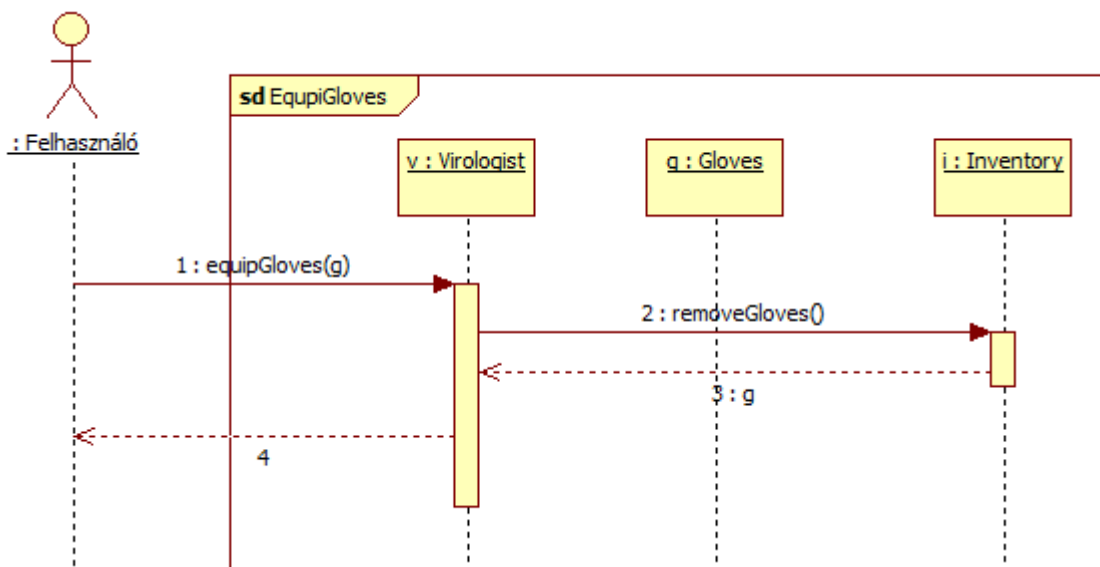 sd EqupiGloves
: Felhasználó
v : Virologist
g : Gloves
i : Inventory
1 : equipGloves(g)
2 : removeGloves()
3 : g
4